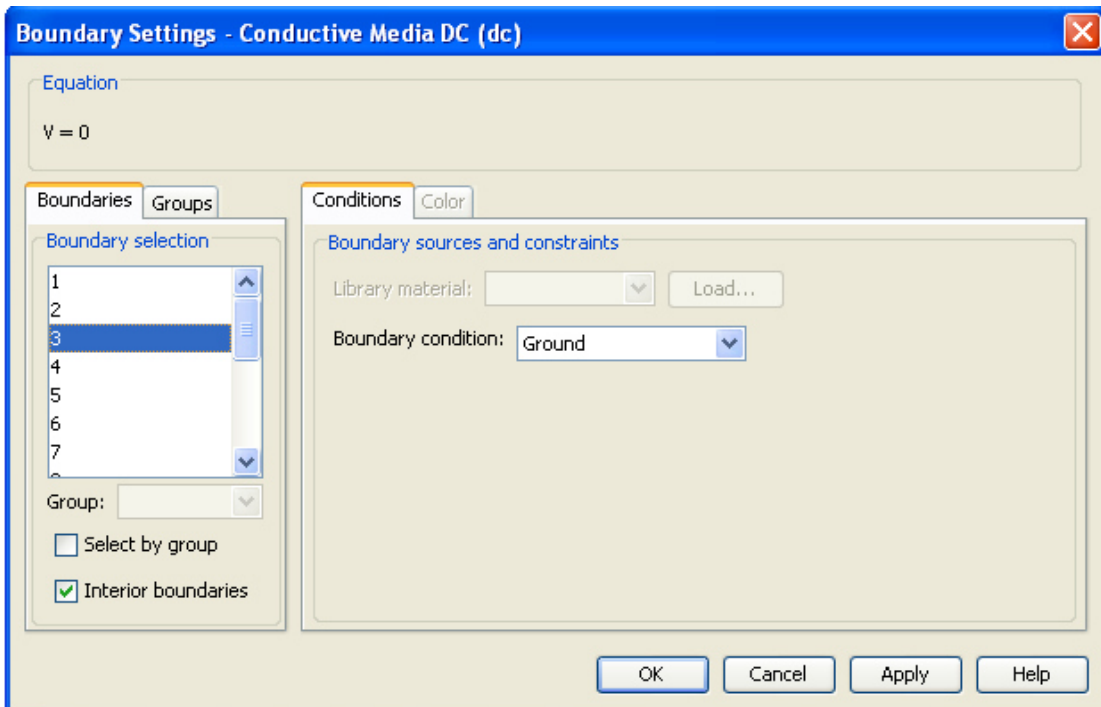 Boundary Settings - Conductive Media DC (dc)
Equation
V = 0
Boundaries Groups
Boundary selection
1
2
3
4
5
6
7
Group:
Select by group
Interior boundaries
Conditions Color
Boundary sources and constraints
Library material: Load...
Boundary condition: Ground
OK Cancel Apply Help